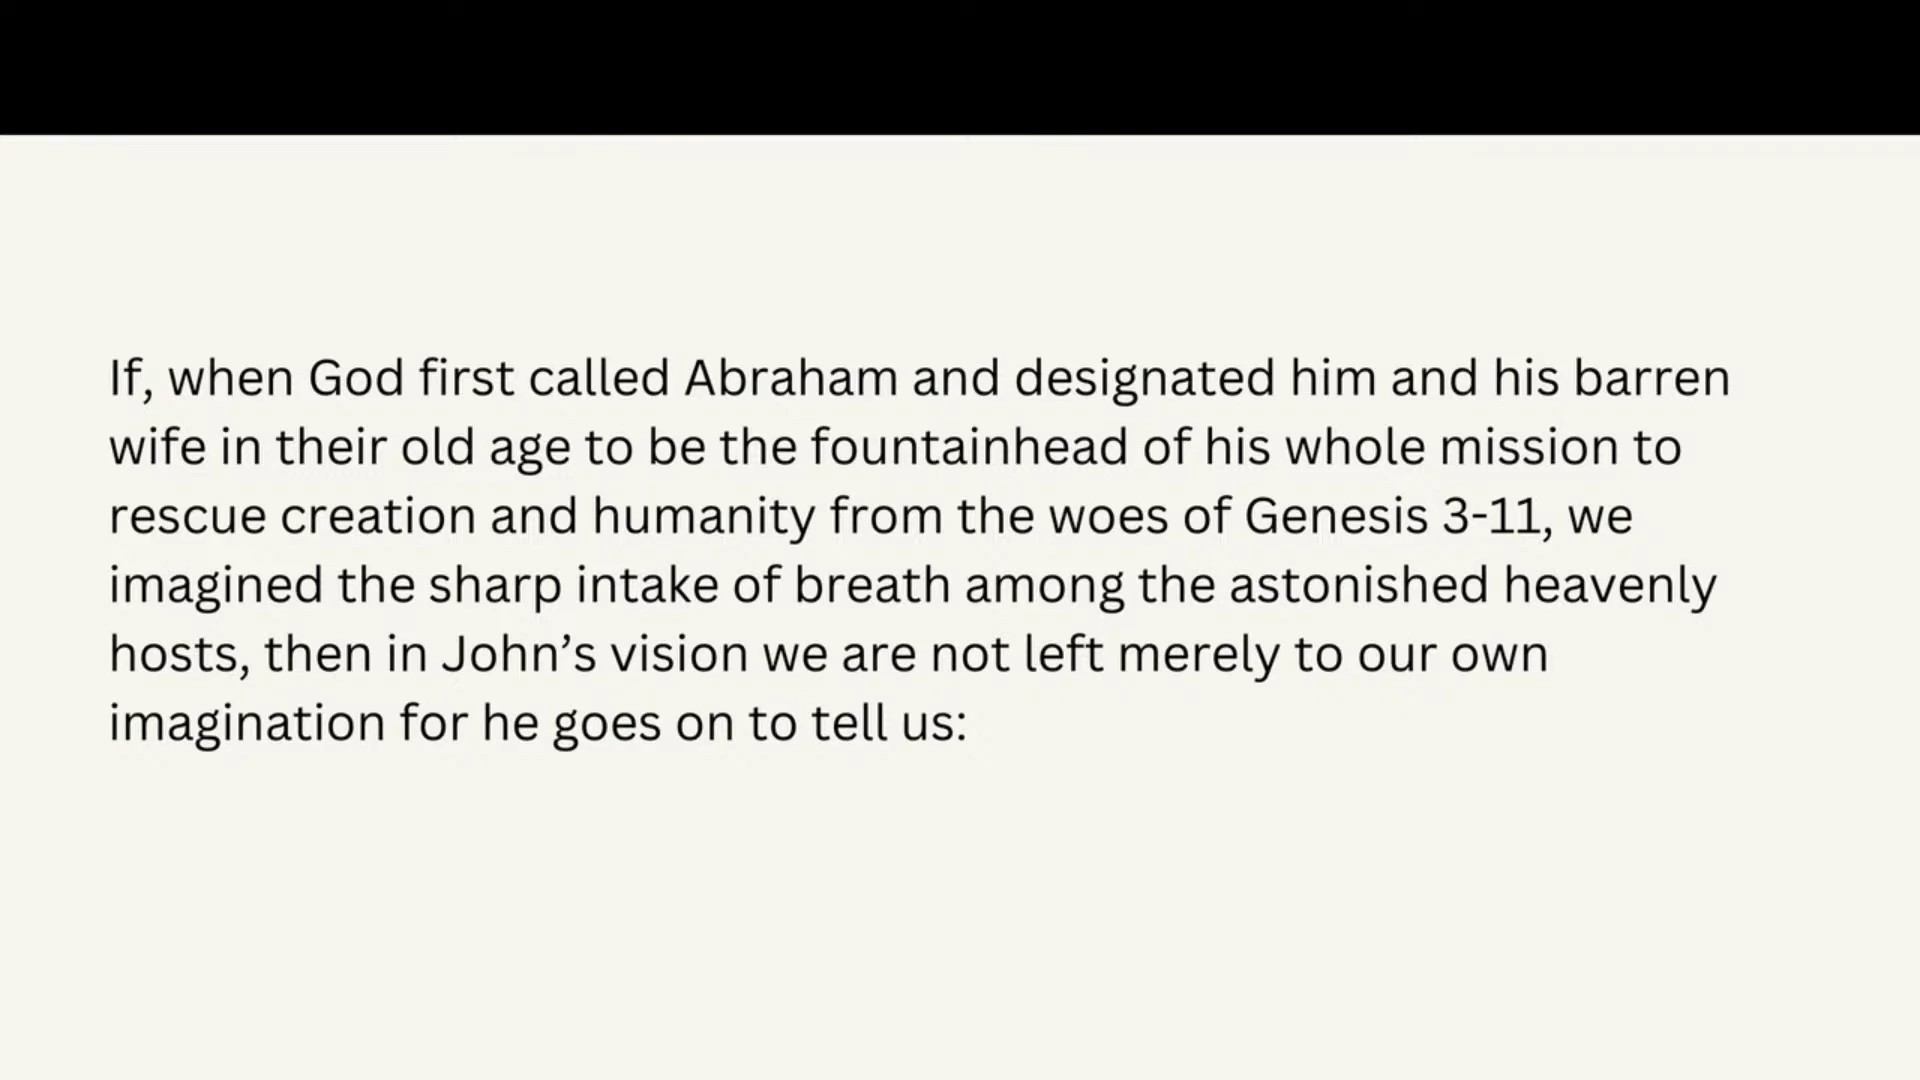 If, when God first called Abraham and designated him and his barren
wife in their old age to be the fountainhead of his whole mission to
rescue creation and humanity from the woes of Genesis 3-11, we
imagined the sharp intake of breath among the astonished heavenly
hosts, then in John’s vision we are not left merely to our own
imagination for he goes on to tell us: